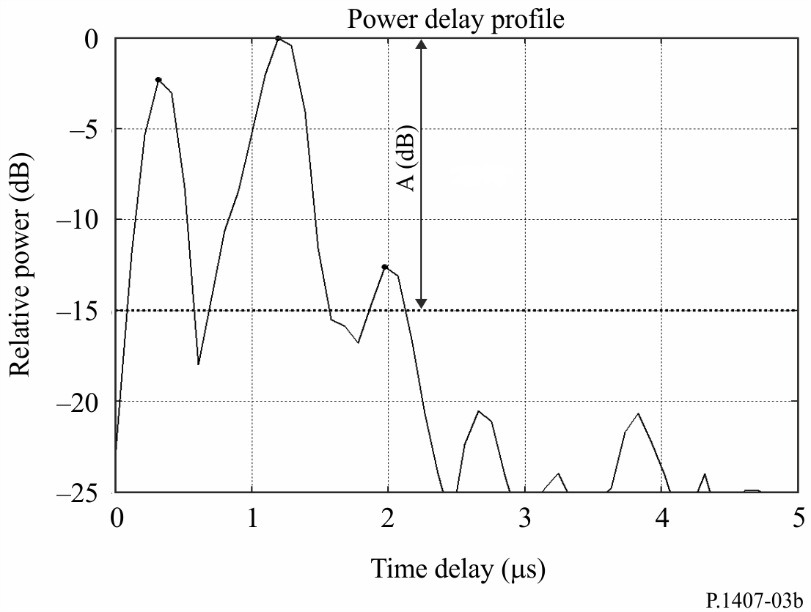 Power delay profile
0
–5
–10
–15
–20
–25
Relative power (dB)
A (dB)
0 1 2 3 4 5
Time delay (μs)
P.1407-03b